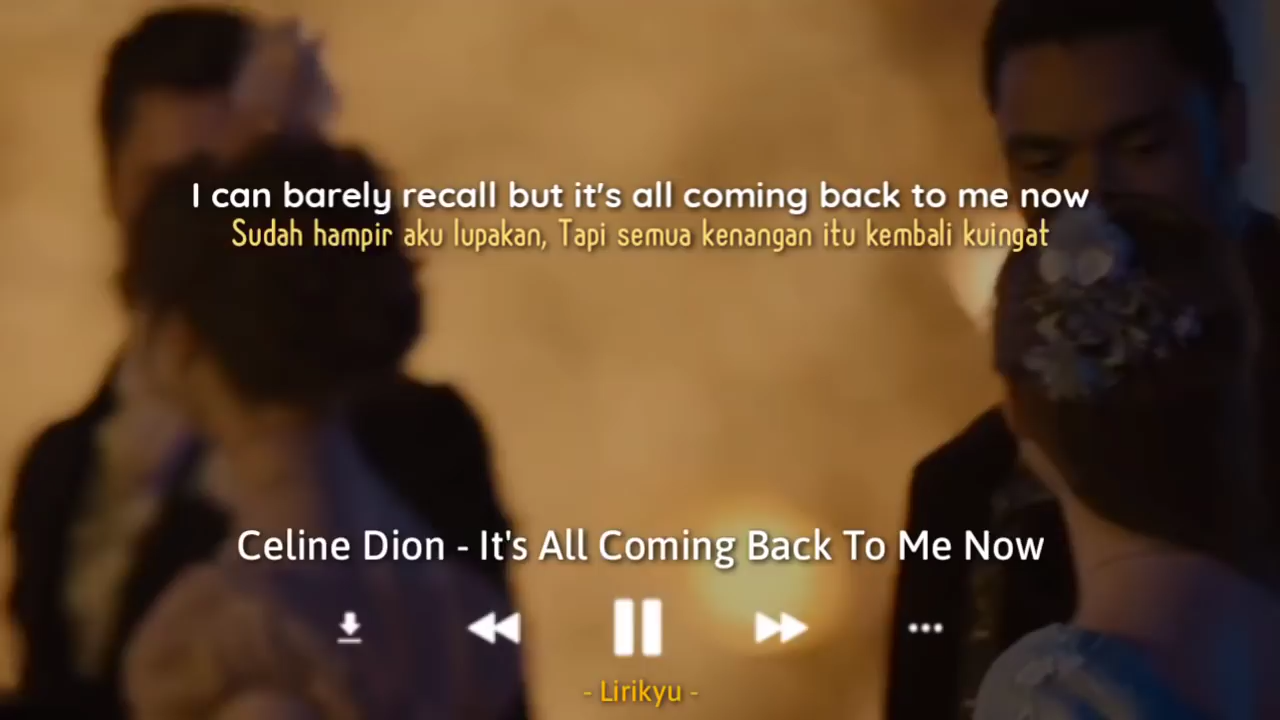 I can barely recall but it's all coming back to me now
Sudah hampir aku lupakan, Tapi semua kenangan itu kembali kuingat
Celine Dion - It's All Coming Back To Me Now
- Lirikyu -